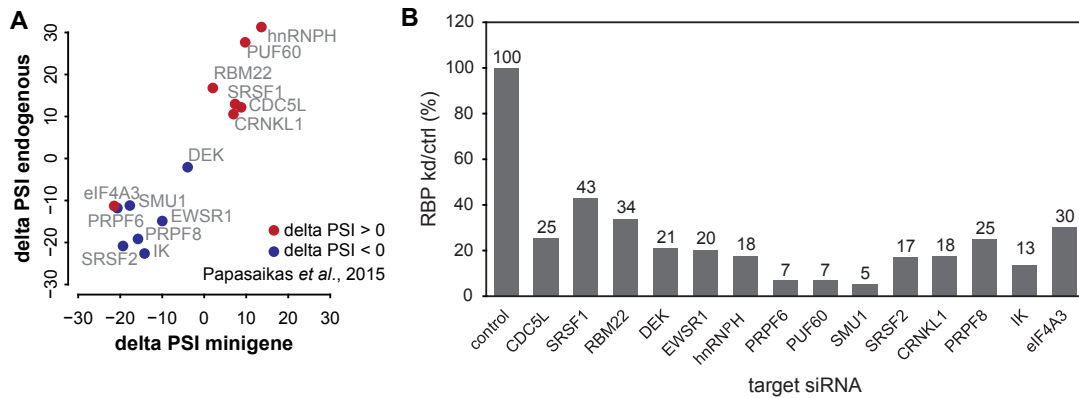 A
delta PSI endogenous
30
20
10
0
−10
−20
−30
hnRNPH
PUF60
RBM22
SRSF1
CDC5L
CRNKL1
DEK
eIF4A3
SMU1
PRPF6
EWSR1
PRPF8
SRSF2
IK
delta PSI > 0
delta PSI < 0
Papasaikas et al., 2015
−30 −20 −10 0 10 20 30
delta PSI minigene
B
RBP kd/ctrl (%)
120
100
80
60
40
20
0
100 25 43 34 21 20 18 7 7 5 17 18 25 13 30
control CDC5L SRSF1 RBM22 DEK EWSR1 hnRNPH PRPF6 PUF60 SMU1 SRSF2 CRNKL1 PRPF8 IK eIF4A3
target siRNA